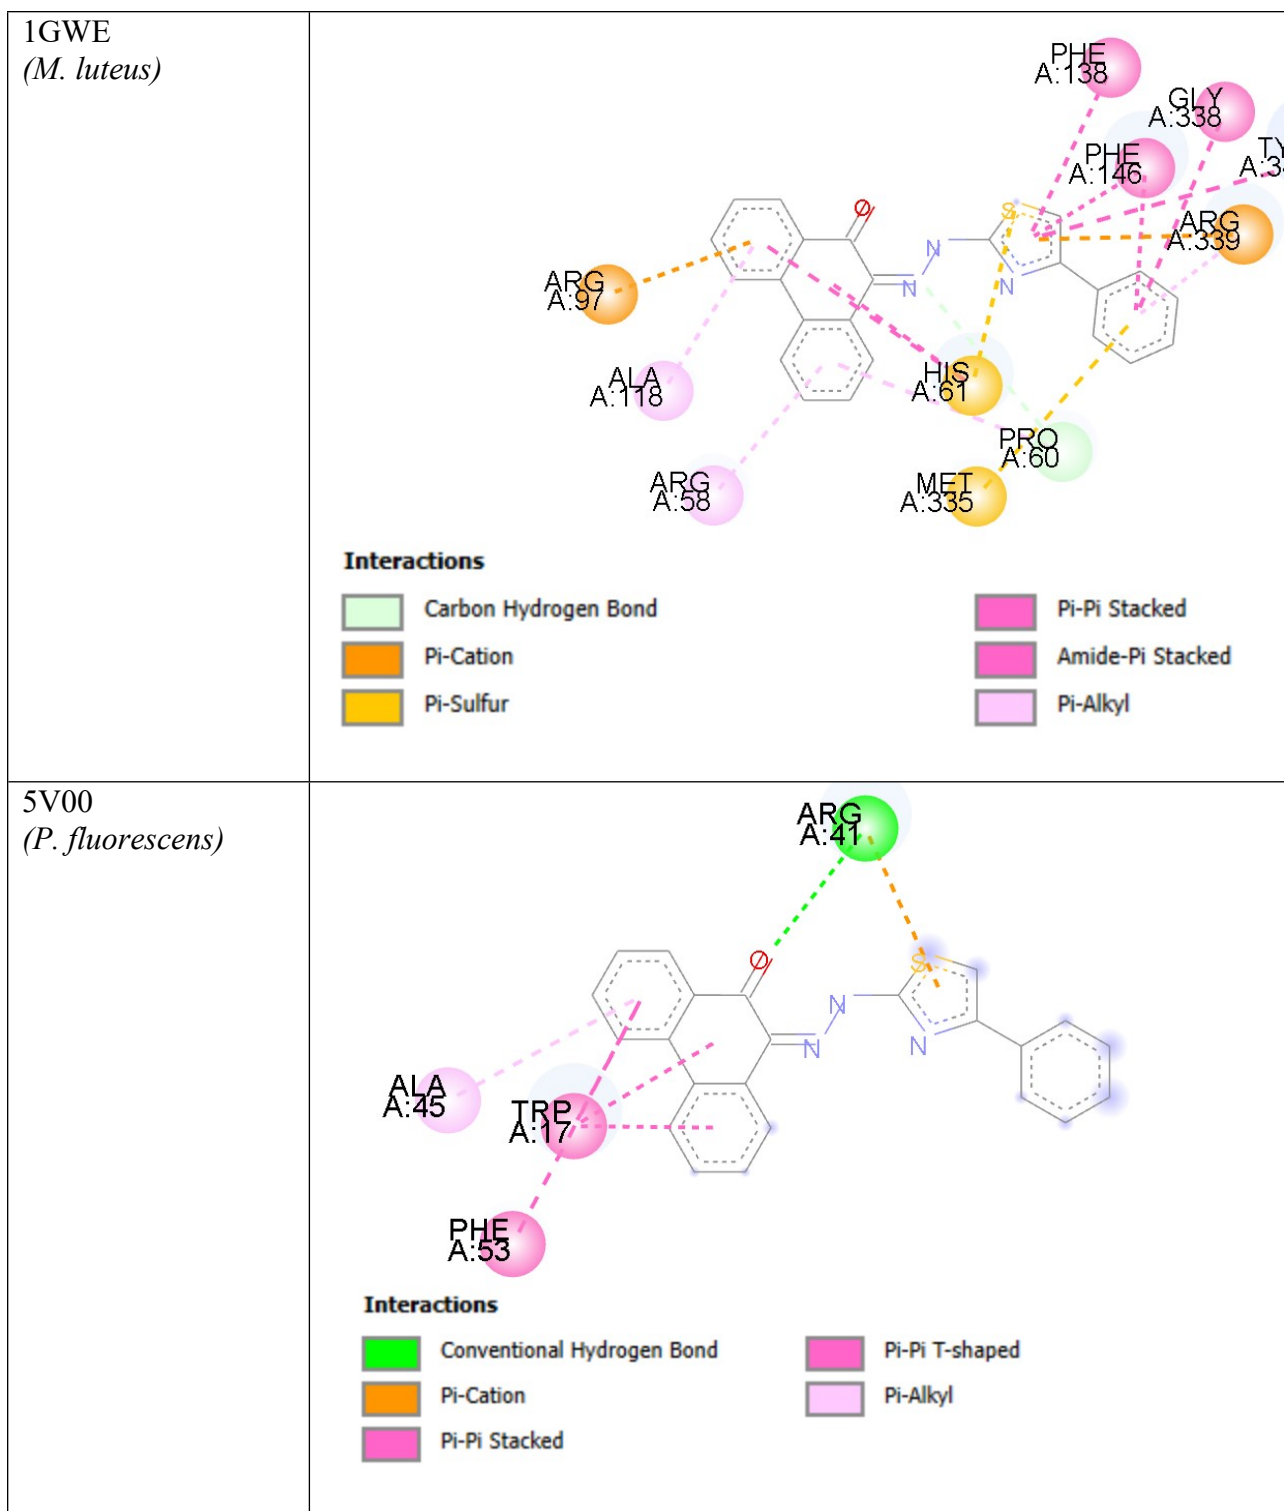 1GWE
(M. luteus)
PHE
A:138
GLY
A:338
PHE
A:146
ARG
A:339
O
S
N
N
N
ARG
A:97
ALA
A:118
HIS
A:61
PRO
A:60
ARG
A:58
MET
A:335
Interactions
Carbon Hydrogen Bond
Pi-Cation
Pi-Sulfur
Pi-Pi Stacked
Amide-Pi Stacked
Pi-Alkyl
5V00
(P. fluorescens)
ARG
A:41
O
S
N
N
N
ALA
A:45
TRP
A:17
PHE
A:53
Interactions
Conventional Hydrogen Bond
Pi-Cation
Pi-Pi Stacked
Pi-Pi T-shaped
Pi-Alkyl